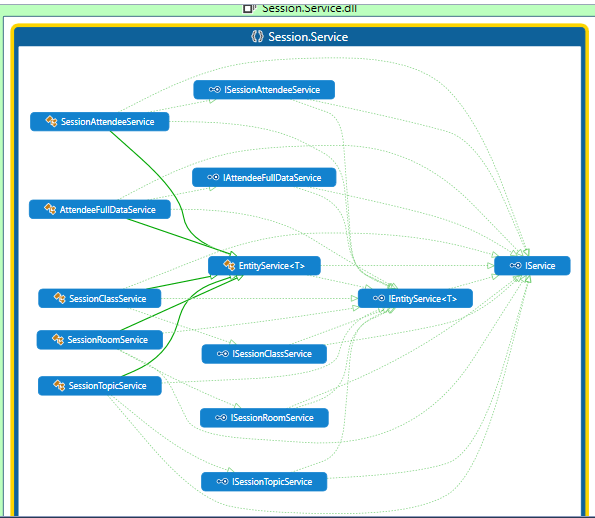 Session.Service.dll
Session.Service
ISessionAttendeeService
SessionAttendeeService
IAttendeeFullDataService
AttendeeFullDataService
EntityService<T>
IService
SessionClassService
IEntityService<T>
SessionRoomService
ISessionClassService
SessionTopicService
ISessionRoomService
ISessionTopicService